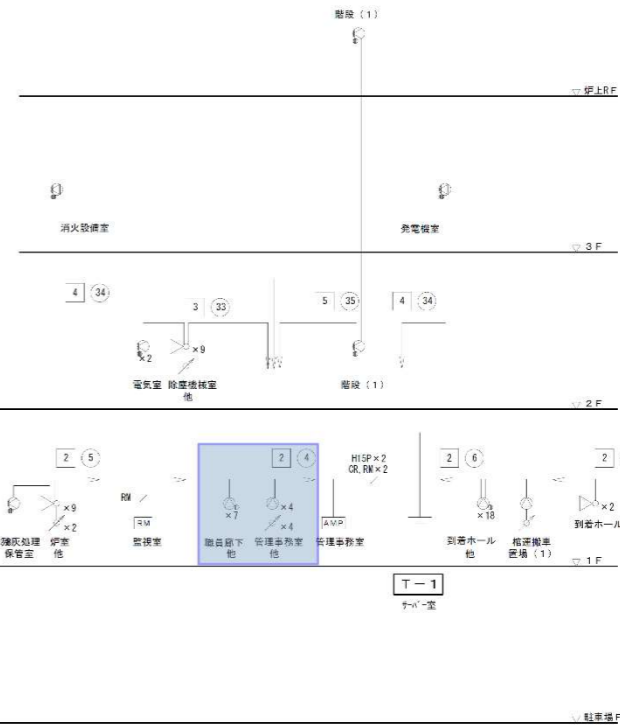 階段（1）
▽ 炉上RF
消火設備室
発電機室
▽ 3F
4 34
3 33
5 35
4 34
×2
×9
電気室
除塵機械室
他
階段（1）
▽ 2F
2 5
2 4
HISP×2
CR,RM×2
2 6
2
RM
×9
×2
RM
×7
×4
×4
AMP
×18
×2
到着ホール
灰処理
保管室
炉室
他
監視室
職員廊下
他
管理事務室
他
管理事務室
到着ホール
他
棺運搬車
置場（1）
▽ 1F
T－1
サーバー室
▽ 駐車場F